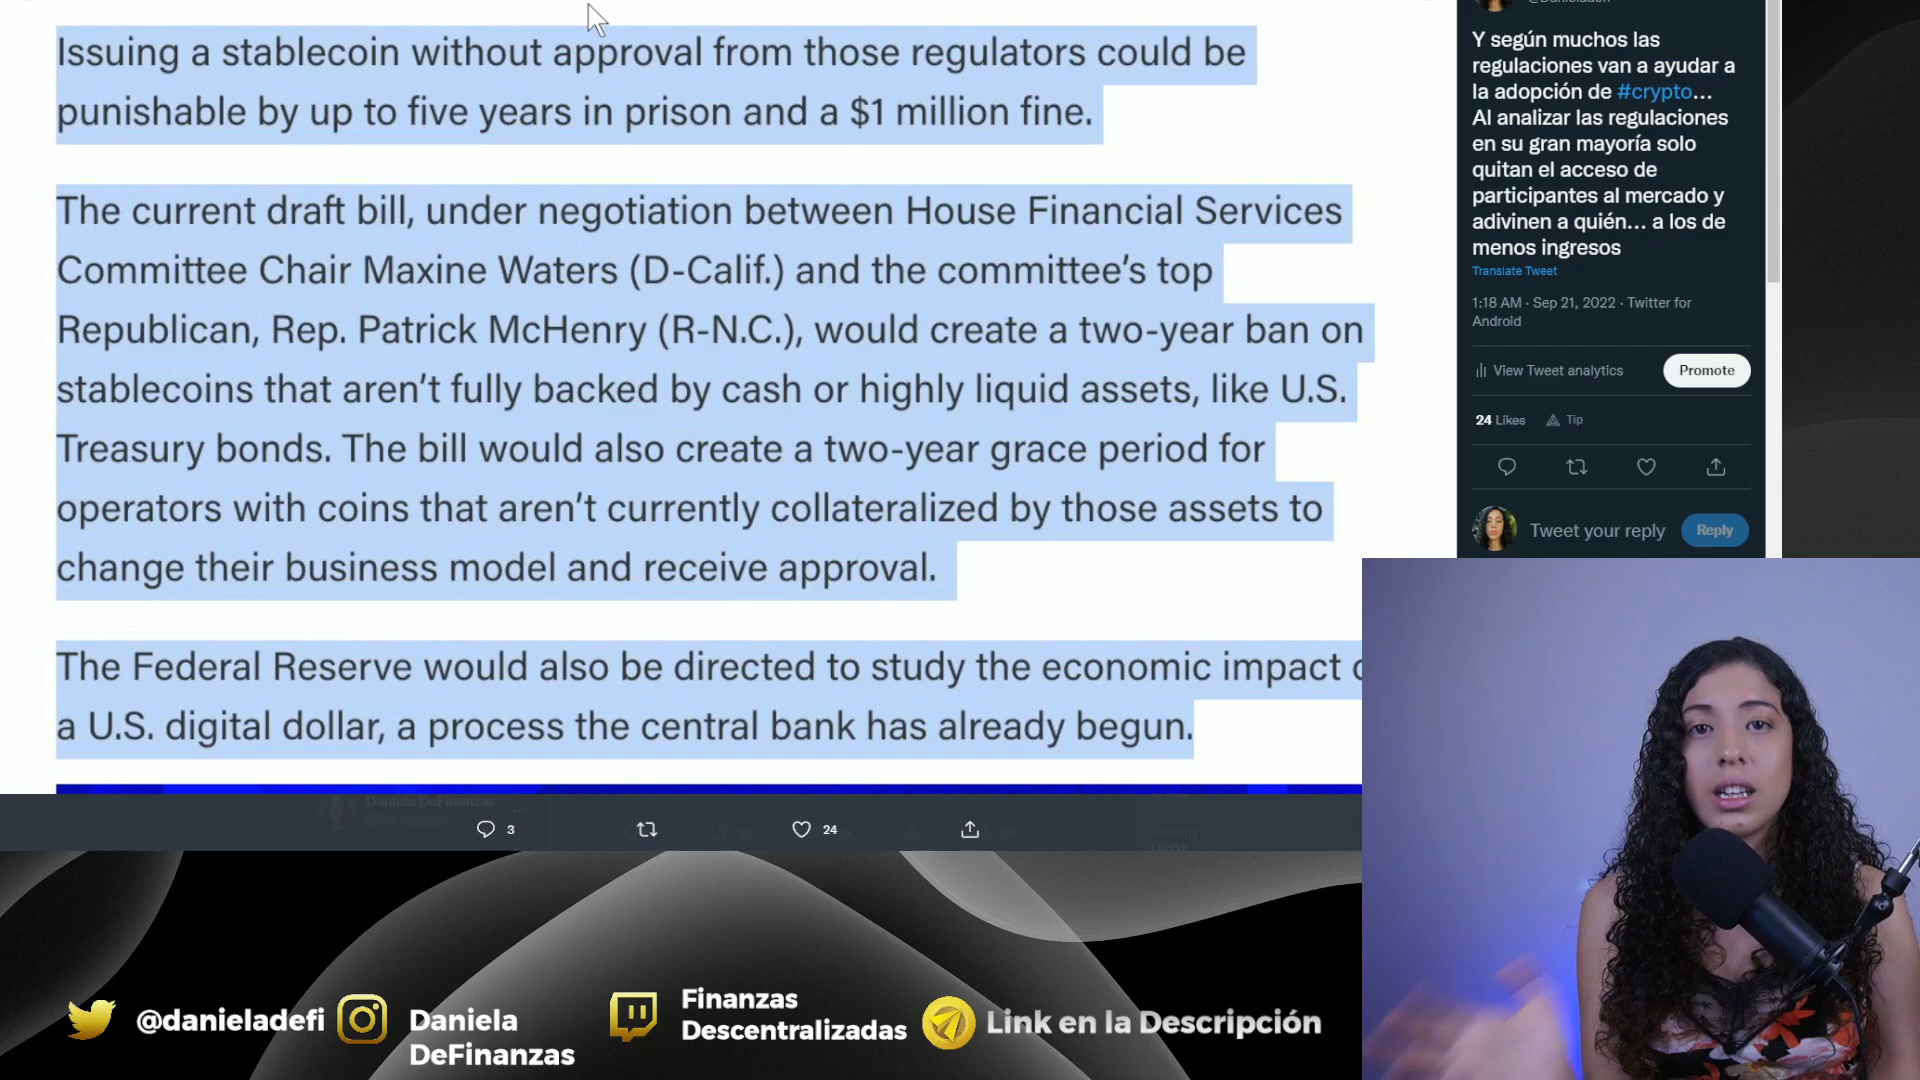 Issuing a stablecoin without approval from those regulators could be
punishable by up to five years in prison and a $1 million fine.
The current draft bill, under negotiation between House Financial Services
Committee Chair Maxine Waters (D-Calif.) and the committee’s top
Republican, Rep. Patrick McHenry (R-N.C.), would create a two-year ban on
stablecoins that aren’t fully backed by cash or highly liquid assets, like U.S.
Treasury bonds. The bill would also create a two-year grace period for
operators with coins that aren’t currently collateralized by those assets to
change their business model and receive approval.
The Federal Reserve would also be directed to study the economic impact
a U.S. digital dollar, a process the central bank has already begun.
Daniela DeFinanzas
@Danieladefi
3
24
@Danieladefi
Y según muchos las
regulaciones van a ayudar a
la adopción de #crypto...
Al analizar las regulaciones
en su gran mayoría solo
quitan el acceso de
participantes al mercado y
adivinen a quién... a los de
menos ingresos
Translate Tweet
1:18 AM · Sep 21, 2022 · Twitter for
Android
View Tweet analytics
Promote
24 Likes
Tip
Tweet your reply
Reply
@danieladefi
Daniela
DeFinanzas
Finanzas
Descentralizadas
Link en la Descripción